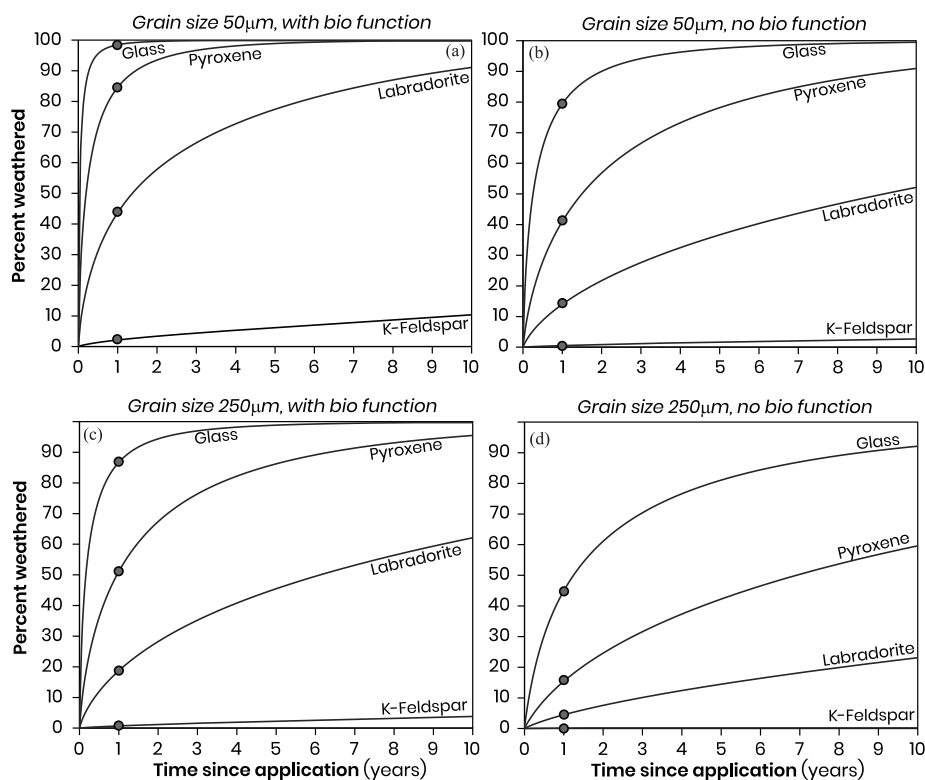 Grain size 50μm, with bio function
Grain size 50μm, no bio function
Percent weathered
100
90
80
70
60
50
40
30
20
10
0
(a)
Glass
Pyroxene
Labradorite
K-Feldspar
0 1 2 3 4 5 6 7 8 9 10
100
90
80
70
60
50
40
30
20
10
0
(b)
Glass
Pyroxene
Labradorite
K-Feldspar
0 1 2 3 4 5 6 7 8 9 10
Grain size 250μm, with bio function
Grain size 250μm, no bio function
Percent weathered
90
80
70
60
50
40
30
20
10
0
(c)
Glass
Pyroxene
Labradorite
K-Feldspar
0 1 2 3 4 5 6 7 8 9 10
Time since application (years)
90
80
70
60
50
40
30
20
10
0
(d)
Glass
Pyroxene
Labradorite
K-Feldspar
0 1 2 3 4 5 6 7 8 9 10
Time since application (years)